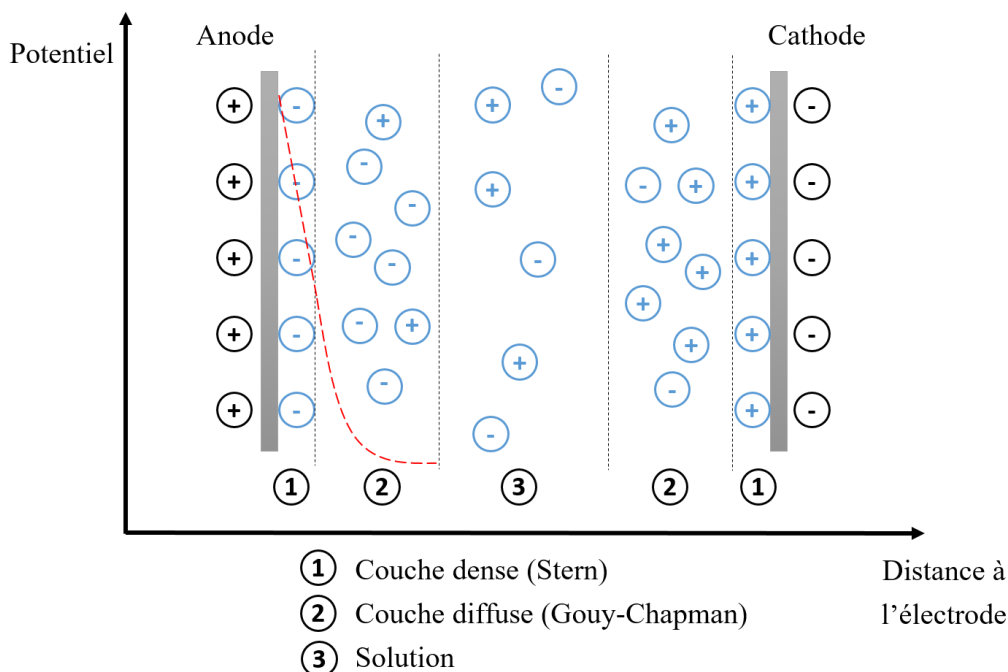 Anode
Cathode
Potentiel
+ - + - + - + -
+ - - + - + + -
- -
+ - - - - + + + -
+ - - + + + + -
- + -
+ - - - + -
1 2 3 2 1
1 Couche dense (Stern)
Distance à
2 Couche diffuse (Gouy-Chapman)
l’électrode
3 Solution